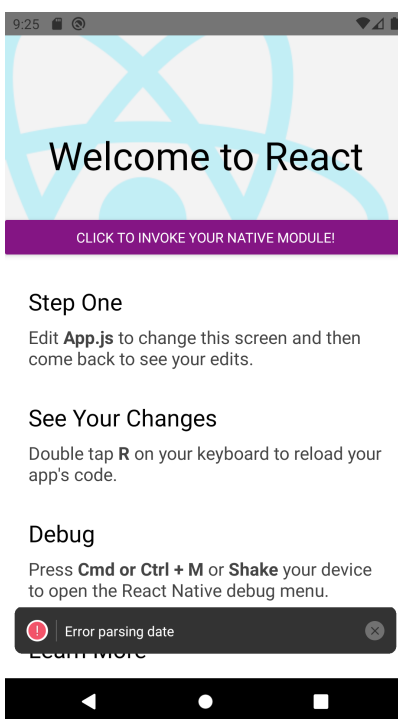 9:25
Welcome to React
CLICK TO INVOKE YOUR NATIVE MODULE!
Step One
Edit App.js to change this screen and then
come back to see your edits.
See Your Changes
Double tap R on your keyboard to reload your
app's code.
Debug
Press Cmd or Ctrl + M or Shake your device
to open the React Native debug menu.
Error parsing date
Learn More